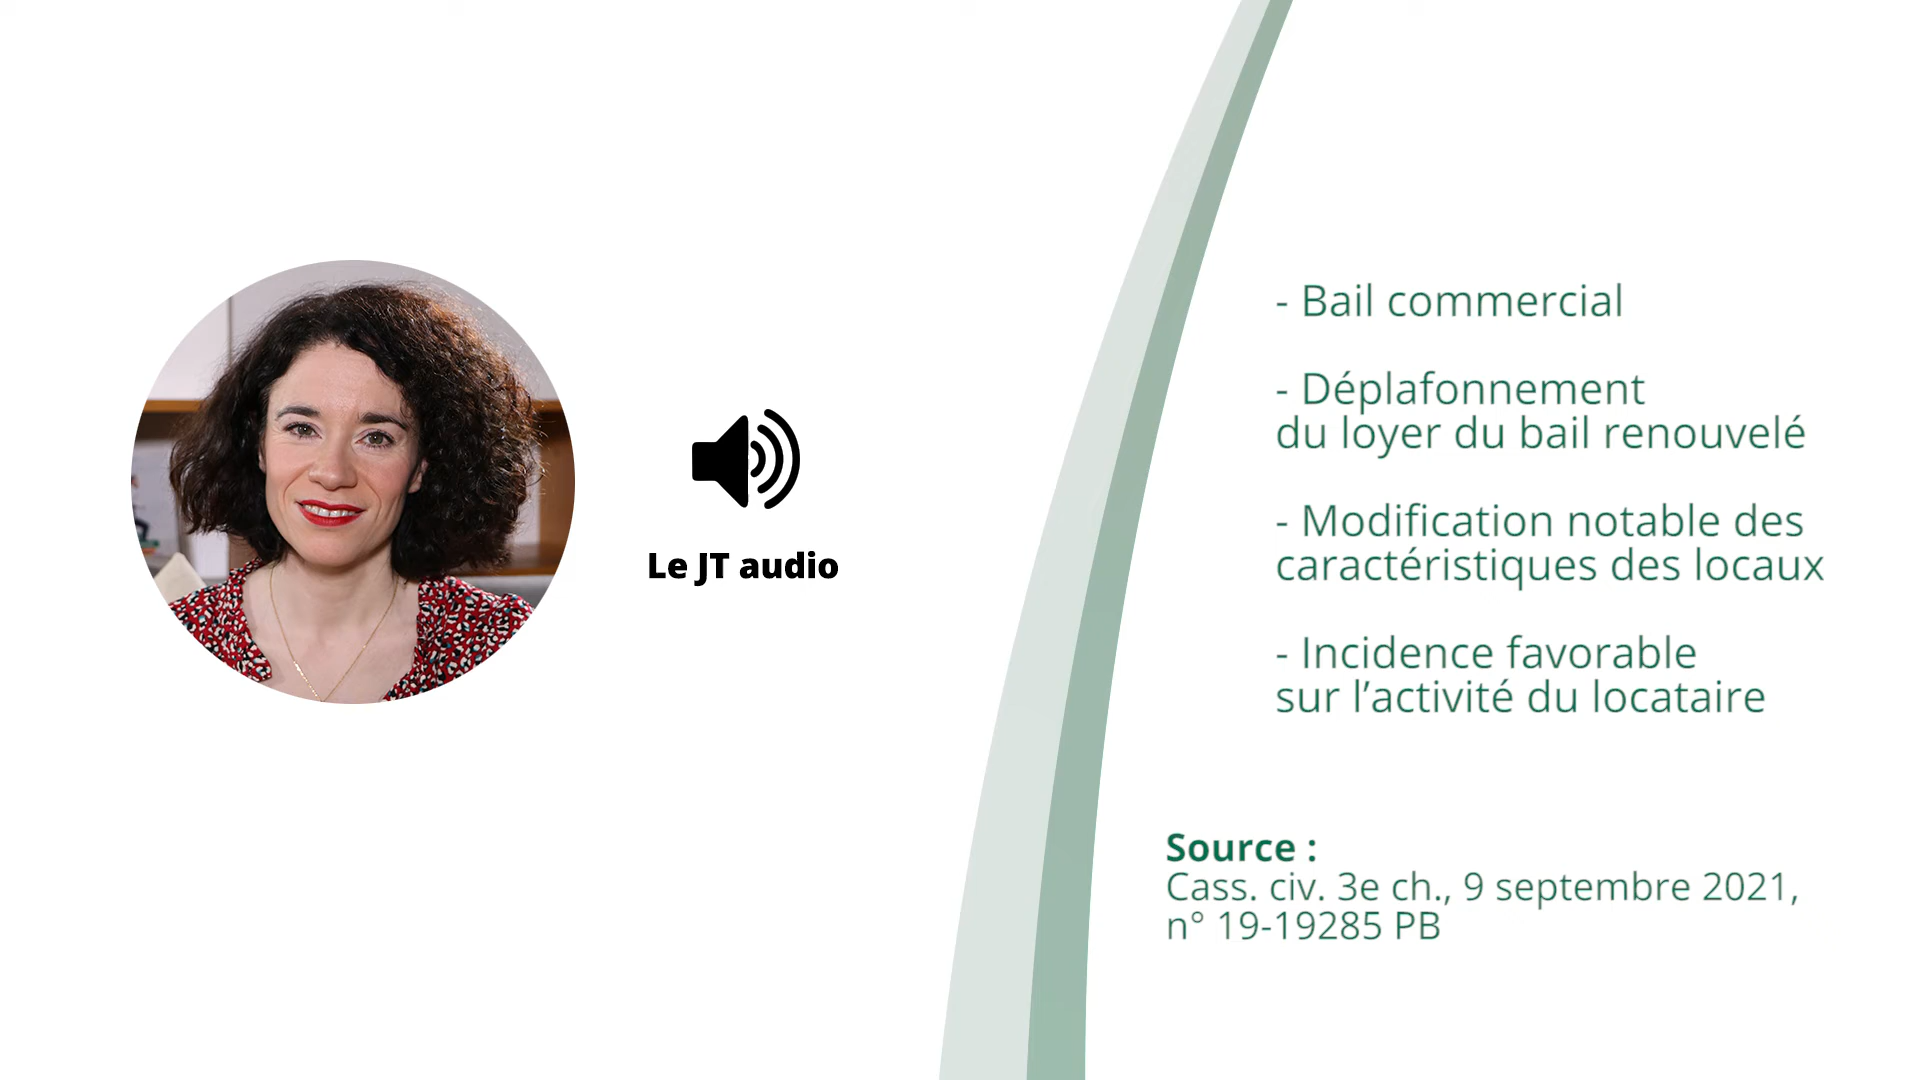 Le JT audio
- Bail commercial
- Déplafonnement
du loyer du bail renouvelé
- Modification notable des
caractéristiques des locaux
- Incidence favorable
sur l’activité du locataire
Source :
Cass. civ. 3e ch., 9 septembre 2021,
n° 19-19285 PB